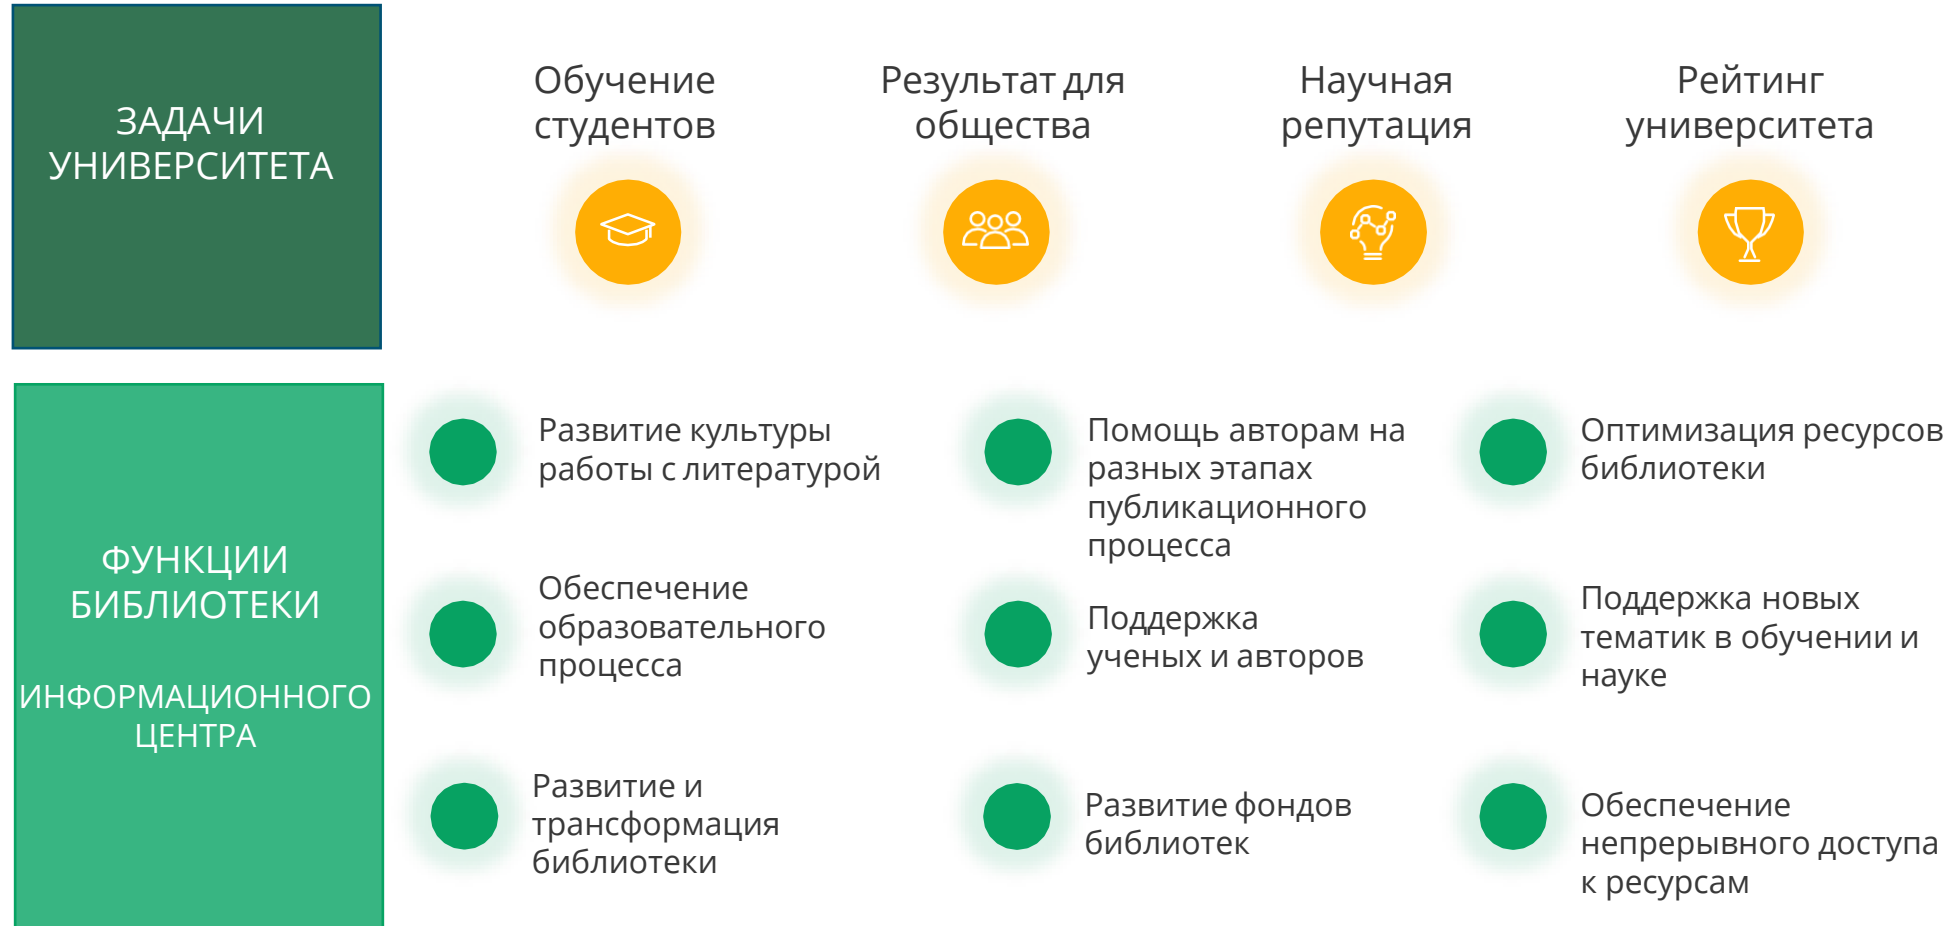 ЗАДАЧИ
УНИВЕРСИТЕТА
Обучение
студентов
Результат для
общества
Научная
репутация
Рейтинг
университета
ФУНКЦИИ
БИБЛИОТЕКИ
ИНФОРМАЦИОННОГО
ЦЕНТРА
Развитие культуры
работы с литературой
Помощь авторам на
разных этапах
публикационного
процесса
Оптимизация ресурсов
библиотеки
Обеспечение
образовательного
процесса
Поддержка
ученых и авторов
Поддержка новых
тематик в обучении и
науке
Развитие и
трансформация
библиотеки
Развитие фондов
библиотек
Обеспечение
непрерывного доступа
к ресурсам